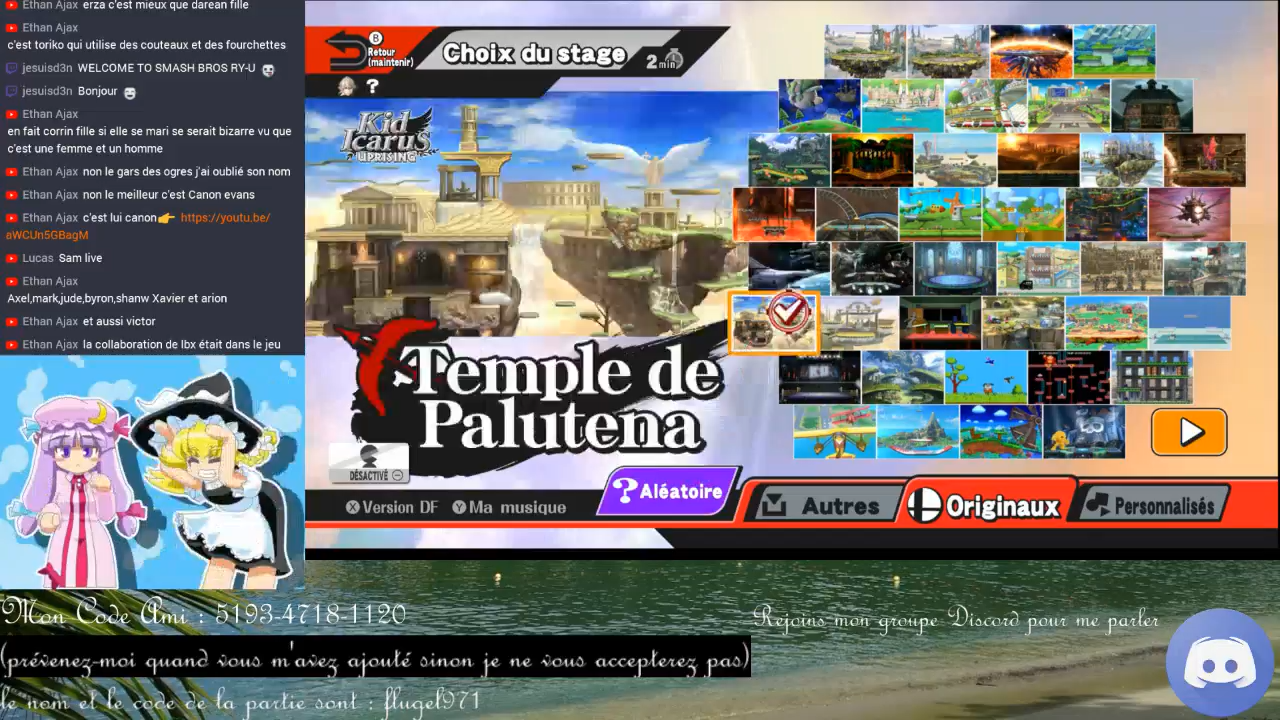 Ethan Ajax erza c'est mieux que darean fille
Ethan Ajax
c'est toriko qui utilise des couteaux et des fourchettes
jesuisd3n WELCOME TO SMASH BROS RY-U
jesuisd3n Bonjour
Ethan Ajax
en fait corrin fille si elle se mari se serait bizarre vu que
c'est une femme et un homme
Ethan Ajax non le gars des ogres j'ai oublié son nom
Ethan Ajax non le meilleur c'est Canon evans
Ethan Ajax c'est lui canon👉 https://youtu.be/
aWCUn5GBagM
Lucas Sam live
Ethan Ajax
Axel,mark,jude,byron,shanw Xavier et arion
Ethan Ajax et aussi victor
Ethan Ajax la collaboration de lbx était dans le jeu
B
Retour
(maintenir)
Choix du stage
2 min
?
Kid
Icarus
UPRISING
Temple de
Palutena
DÉSACTIVÉ
X Version DF Y Ma musique
? Aléatoire
Autres
Originaux
Personnalisés
Mon Code Ami : 5193-4718-1120
(prévenez-moi quand vous m'avez ajouté sinon je ne vous accepterez pas)
le nom et le code de la partie sont : flugel971
Rejoins mon groupe Discord pour me parler